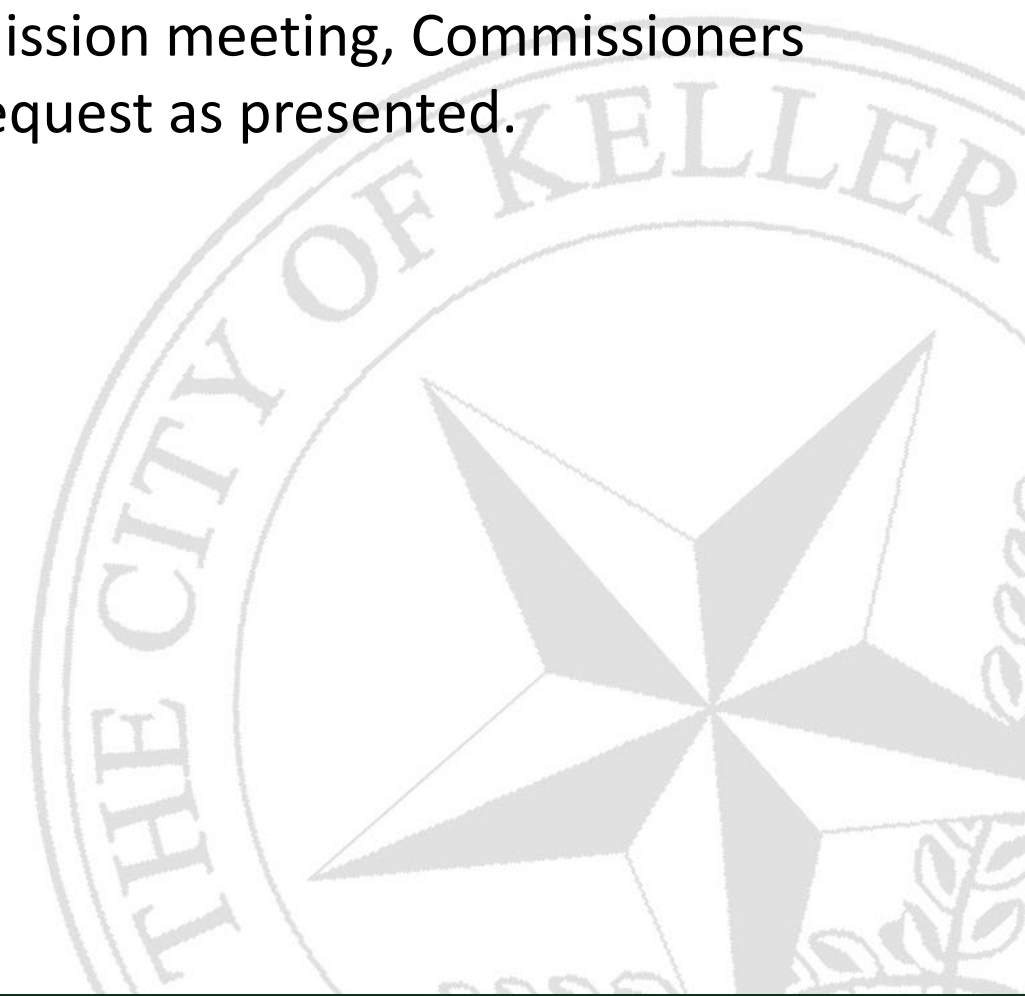 ission meeting, Commissioners
equest as presented.
THE CITY OF KELLER